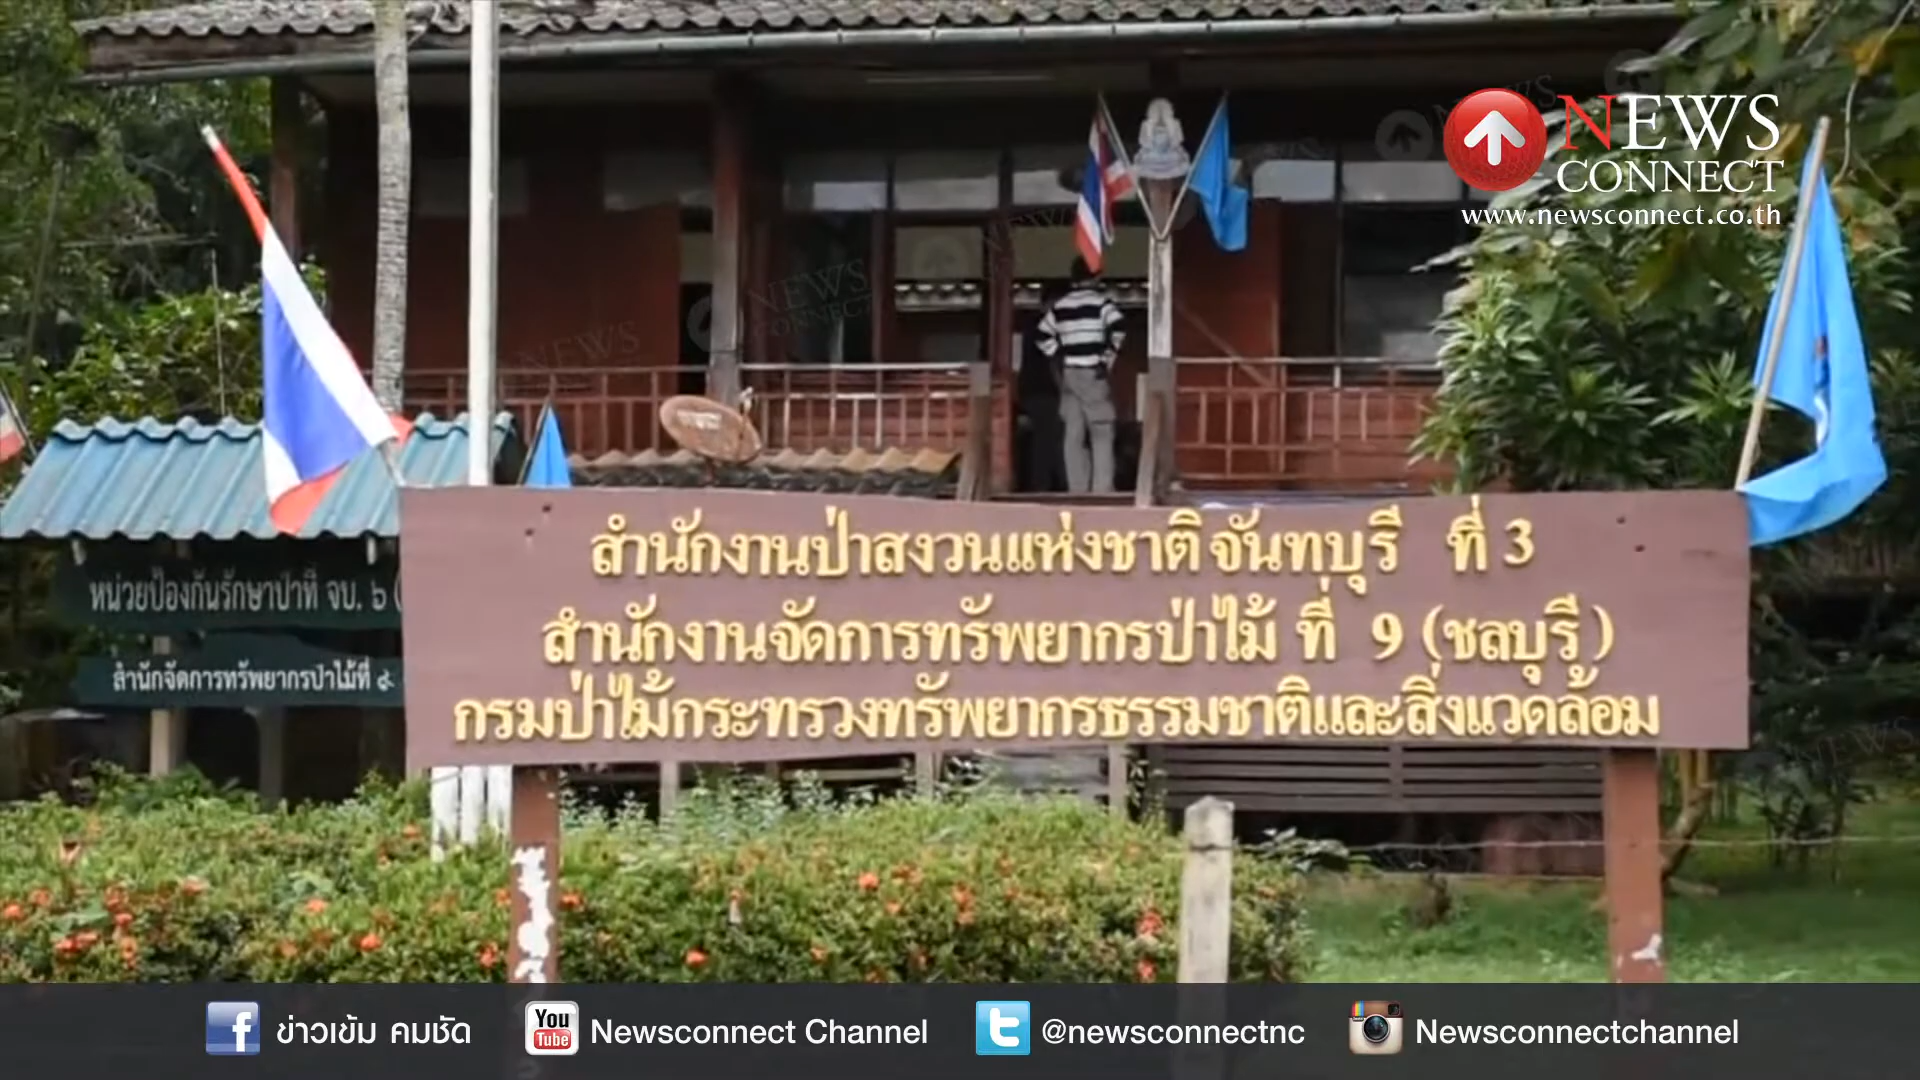 NEWS
CONNECT
www.newsconnect.co.th
สำนักงานป่าสงวนแห่งชาติจันทบุรี ที่ 3
สำนักงานจัดการทรัพยากรป่าไม้ ที่ 9 (ชลบุรี)
กรมป่าไม้กระทรวงทรัพยากรธรรมชาติและสิ่งแวดล้อม
หน่วยป้องกันรักษาป่าที่ จบ. ๖ (
สำนักจัดการทรัพยากรป่าไม้ที่ ๙
ข่าวเข้ม คมชัด
You Tube Newsconnect Channel
@newsconnectnc
Newsconnectchannel